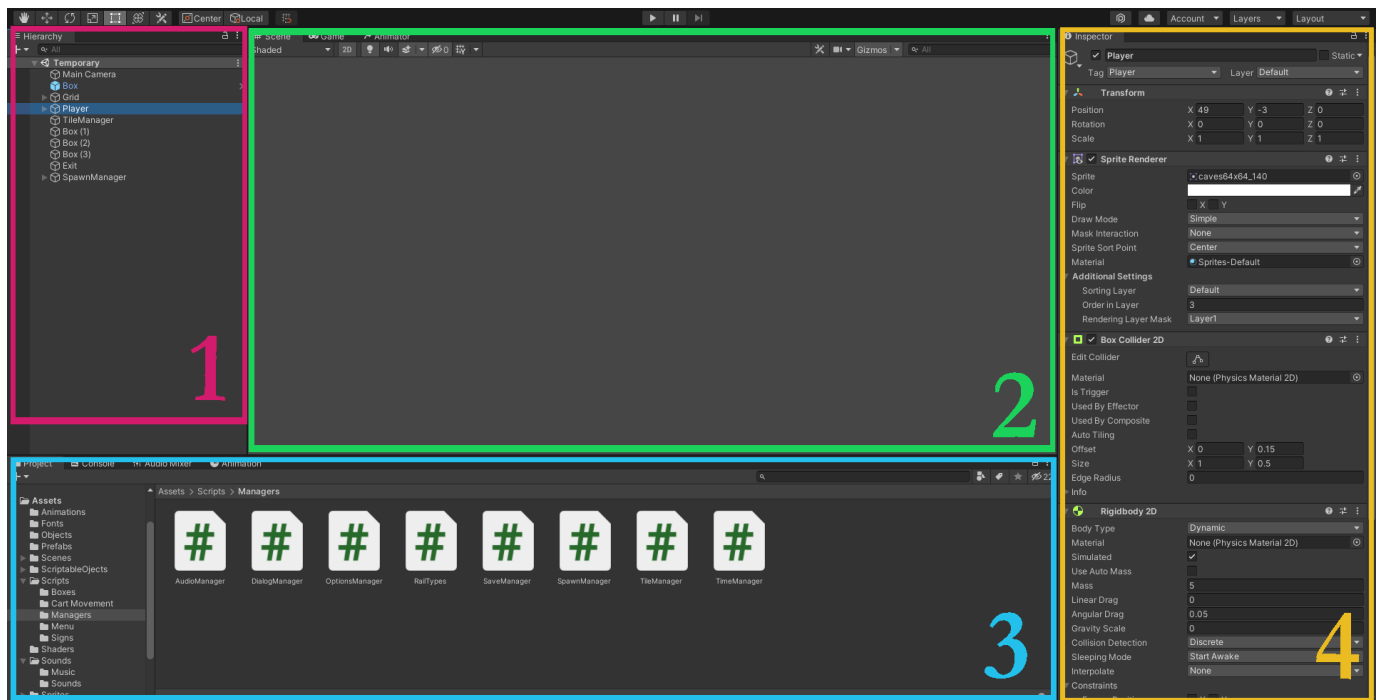 Center Local
Account Layers Layout
Hierarchy
All
Temporary
Main Camera
Box
Grid
Player
TileManager
Box (1)
Box (2)
Box (3)
Exit
SpawnManager
1
Scene Game Animator
Shaded 2D 0 Gizmos All
2
Project Console Audio Mixer Animation
22
Assets
Animations
Fonts
Objects
Prefabs
Scenes
ScriptableOjects
Scripts
Boxes
Cart Movement
Managers
Menu
Signs
Shaders
Sounds
Music
Sounds
Sprites
Assets > Scripts > Managers
AudioManager DialogManager OptionsManager RailTypes SaveManager SpawnManager TileManager TimeManager
3
Inspector
Player Static
Tag Player Layer Default
Transform
Position X 49 Y -3 Z 0
Rotation X 0 Y 0 Z 0
Scale X 1 Y 1 Z 1
Sprite Renderer
Sprite caves64x64_140
Color
Flip X Y
Draw Mode Simple
Mask Interaction None
Sprite Sort Point Center
Material Sprites-Default
Additional Settings
Sorting Layer Default
Order in Layer 3
Rendering Layer Mask Layer1
Box Collider 2D
Edit Collider
Material None (Physics Material 2D)
Is Trigger
Used By Effector
Used By Composite
Auto Tiling
Offset X 0 Y 0.15
Size X 1 Y 0.5
Edge Radius 0
Info
Rigidbody 2D
Body Type Dynamic
Material None (Physics Material 2D)
Simulated
Use Auto Mass
Mass 5
Linear Drag 0
Angular Drag 0.05
Gravity Scale 0
Collision Detection Discrete
Sleeping Mode Start Awake
Interpolate None
Constraints
4